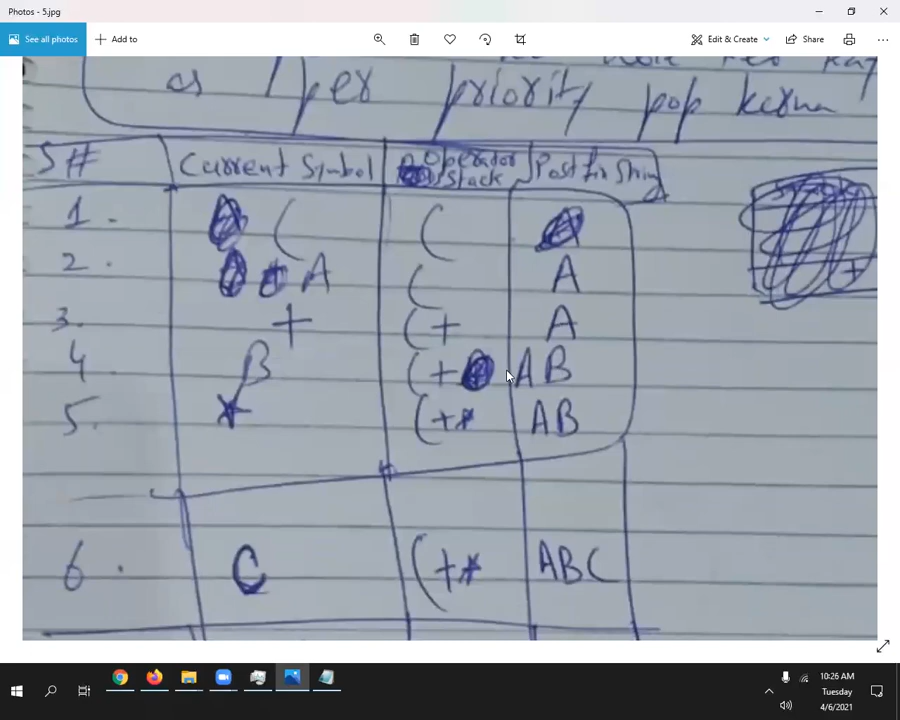 Photos - 5.jpg
See all photos
Add to
Edit & Create
Share
as per priority pop kerna
S# Current Symbol Operator Stack Postfix String
1. ( (
2. A ( A
3. + (+ A
4 B (+ AB
5. * (+* AB
6. C (+* ABC
10:26 AM
Tuesday
4/6/2021